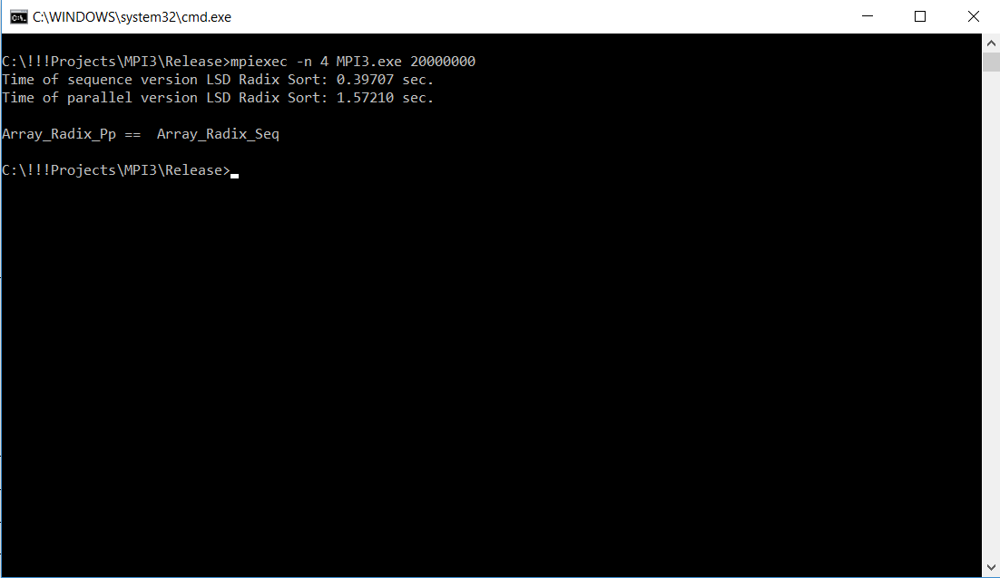 C:\WINDOWS\system32\cmd.exe
C:\!!!Projects\MPI3\Release>mpiexec -n 4 MPI3.exe 20000000
Time of sequence version LSD Radix Sort: 0.39707 sec.
Time of parallel version LSD Radix Sort: 1.57210 sec.
Array_Radix_Pp ==  Array_Radix_Seq
C:\!!!Projects\MPI3\Release>